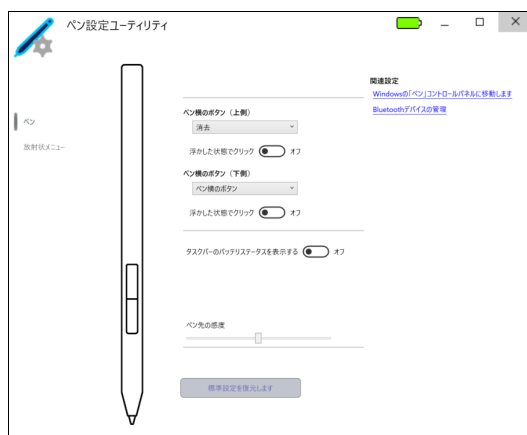 ペン設定ユーティリティ
関連設定
Windowsの「ペン」コントロールパネルに移動します
Bluetoothデバイスの管理
ペン
放射状メニュー
ペン横のボタン（上側）
消去
浮かした状態でクリック オフ
ペン横のボタン（下側）
ペン横のボタン
浮かした状態でクリック オフ
タスクバーのバッテリステータスを表示する オフ
ペン先の感度
標準設定を復元します